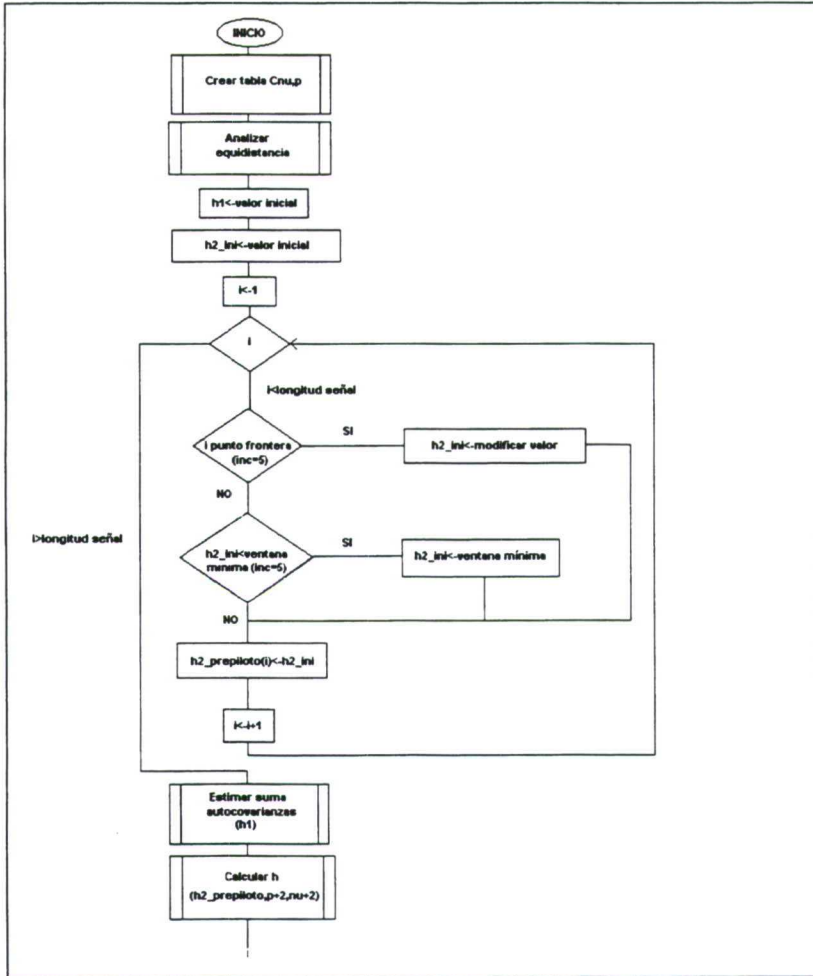 INICIO
Crear tabla Cnu,p
Analizar
equidistancia
h1<-valor inicial
h2_ini<-valor inicial
i<-1
i
i<longitud señal
i punto frontera
(inc=5)
SI
h2_ini<-modificar valor
NO
i>longitud señal
h2_ini<ventana
mínima (inc=5)
SI
h2_ini<-ventana mínima
NO
h2_prepiloto(i)<-h2_ini
i<-i+1
Estimar suma
autocovarianzas
(h1)
Calcular h
(h2_prepiloto,p+2,nu+2)